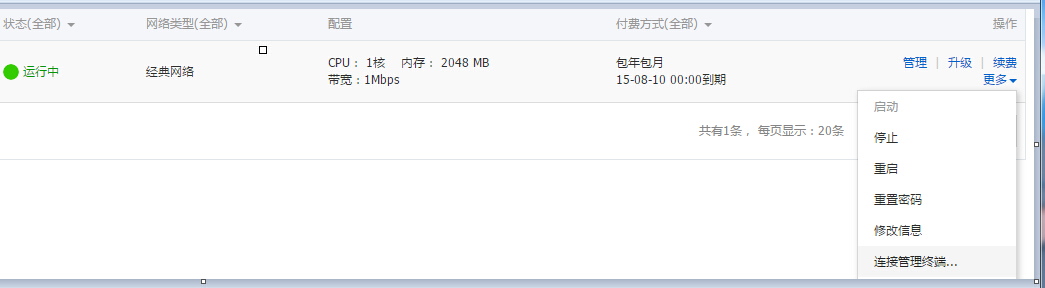 状态(全部) 网络类型(全部) 配置 付费方式(全部) 操作
运行中 经典网络 CPU： 1核 内存： 2048 MB 包年包月 管理 | 升级 | 续费
带宽：1Mbps 15-08-10 00:00到期 更多
启动
共有1条， 每页显示：20条
停止
重启
重置密码
修改信息
连接管理终端...